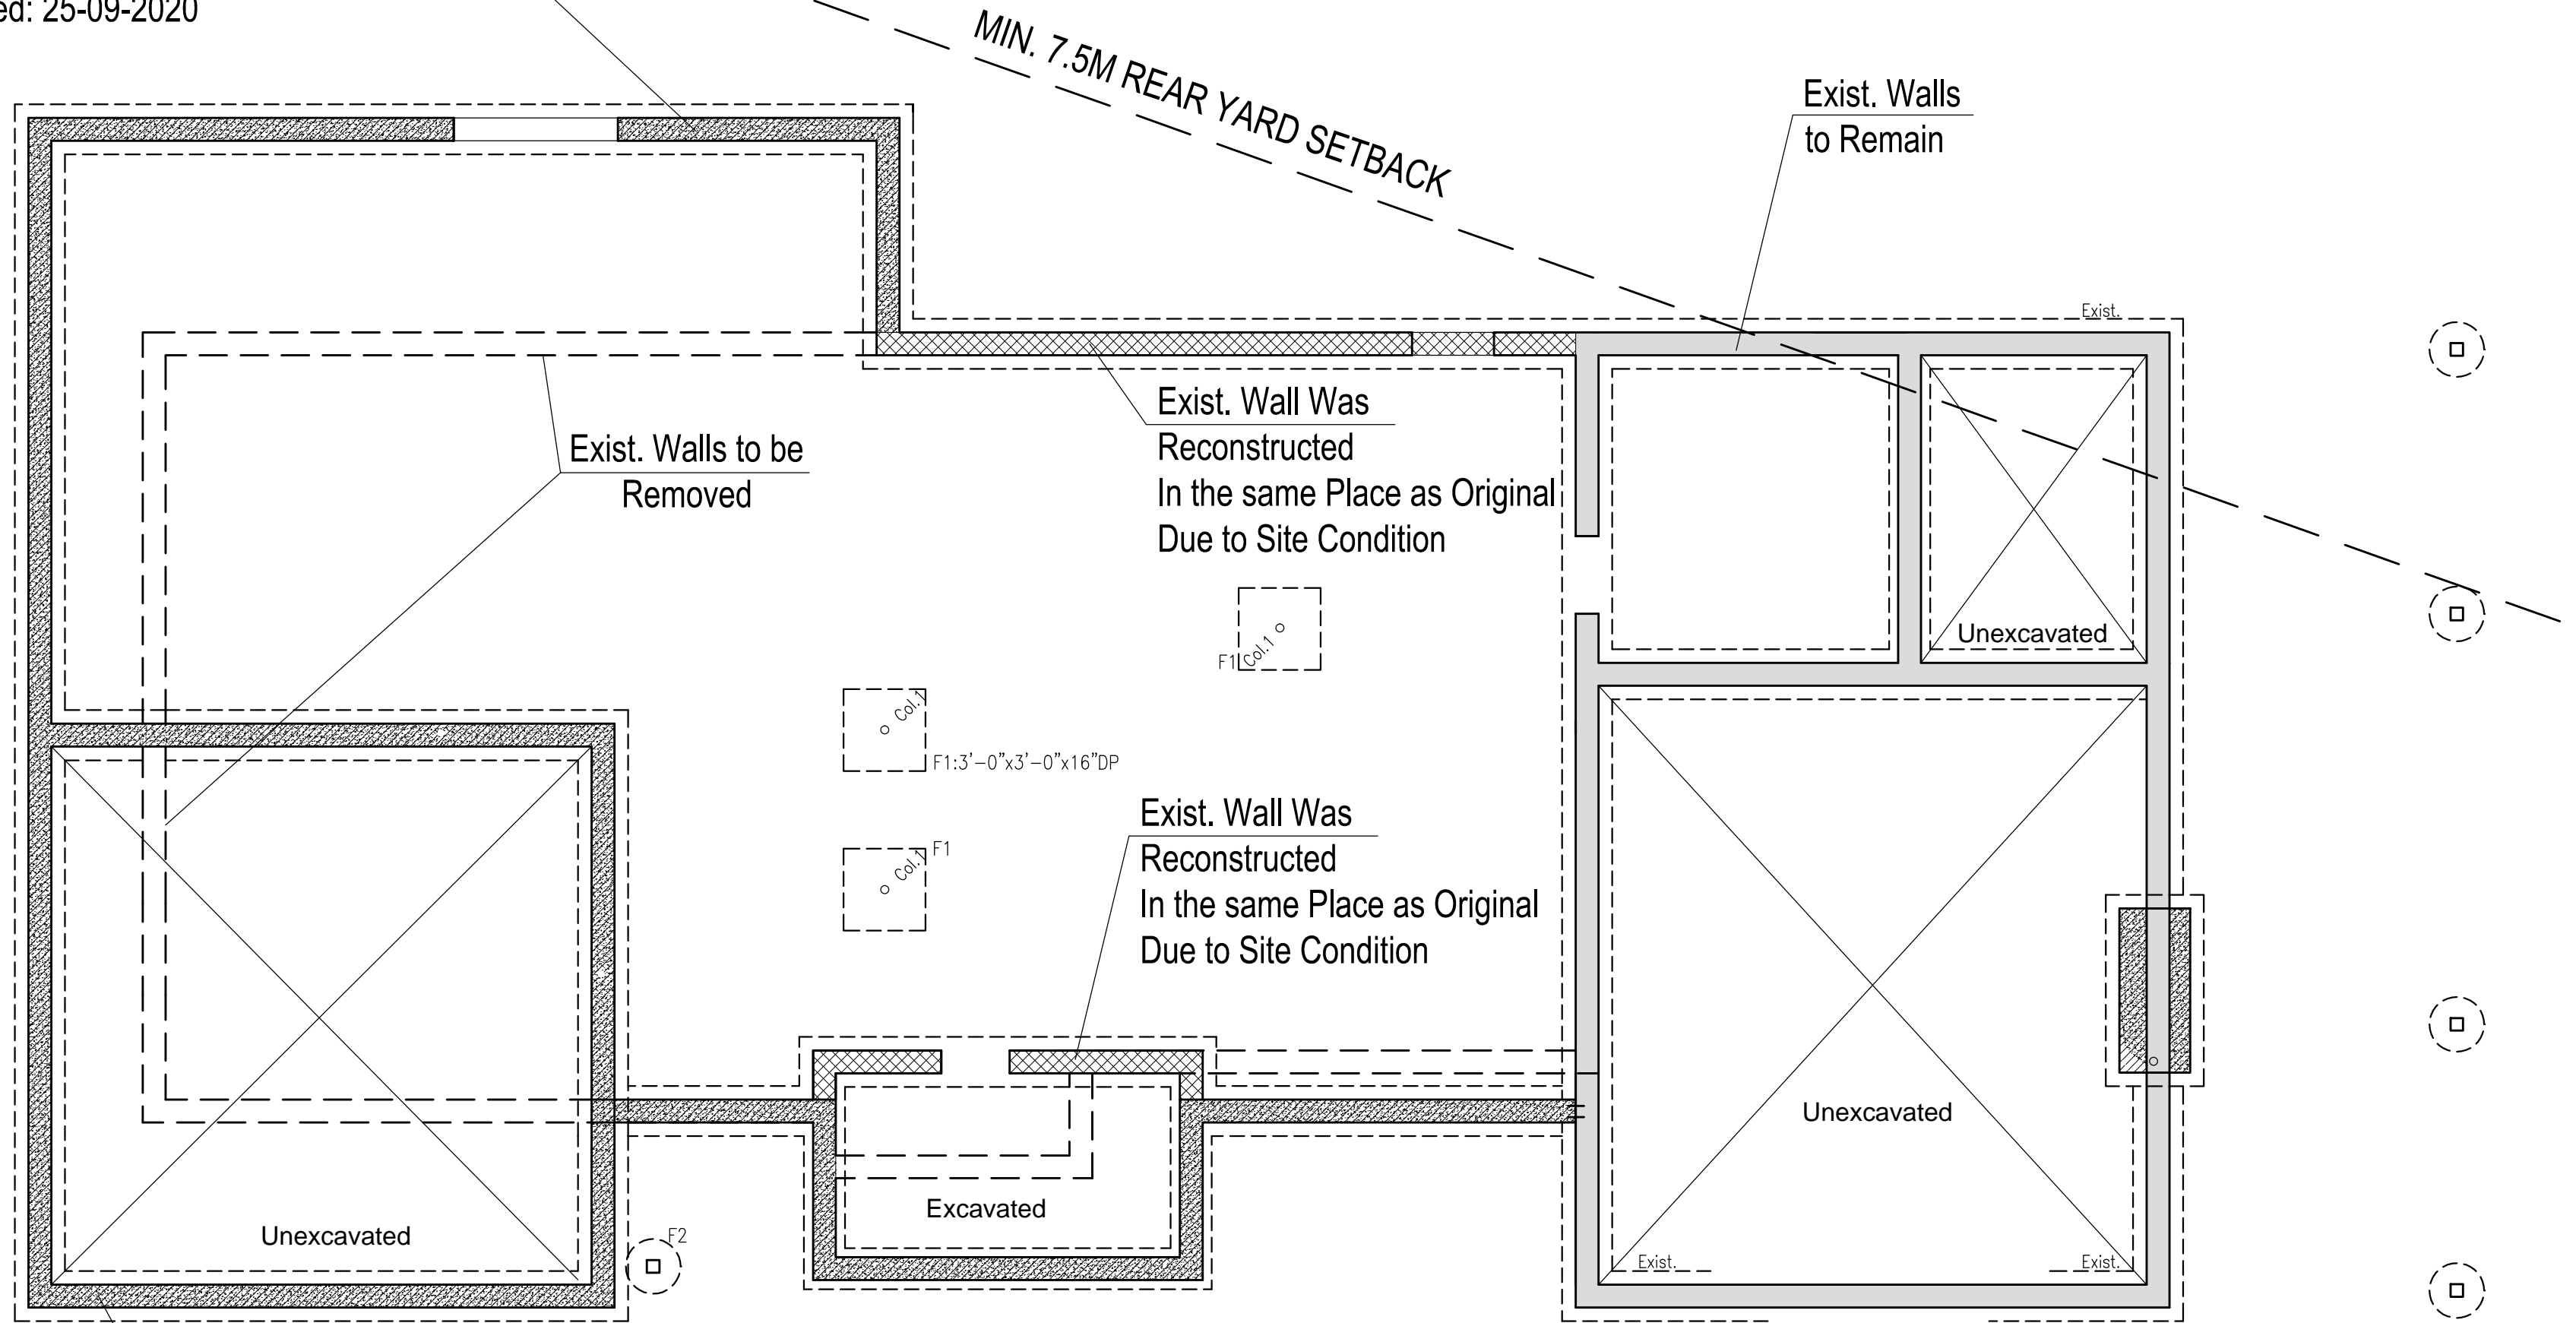 ed: 25-09-2020
MIN. 7.5M REAR YARD SETBACK
Exist. Walls
to Remain
Exist.
Exist. Wall Was
Reconstructed
In the same Place as Original
Due to Site Condition
Exist. Walls to be
Removed
Unexcavated
F1
Col.1
Col.1
F1:3'-0"x3'-0"x16"DP
F1
Col.1
Exist. Wall Was
Reconstructed
In the same Place as Original
Due to Site Condition
Unexcavated
Excavated
Unexcavated
F2
Exist.
Exist.